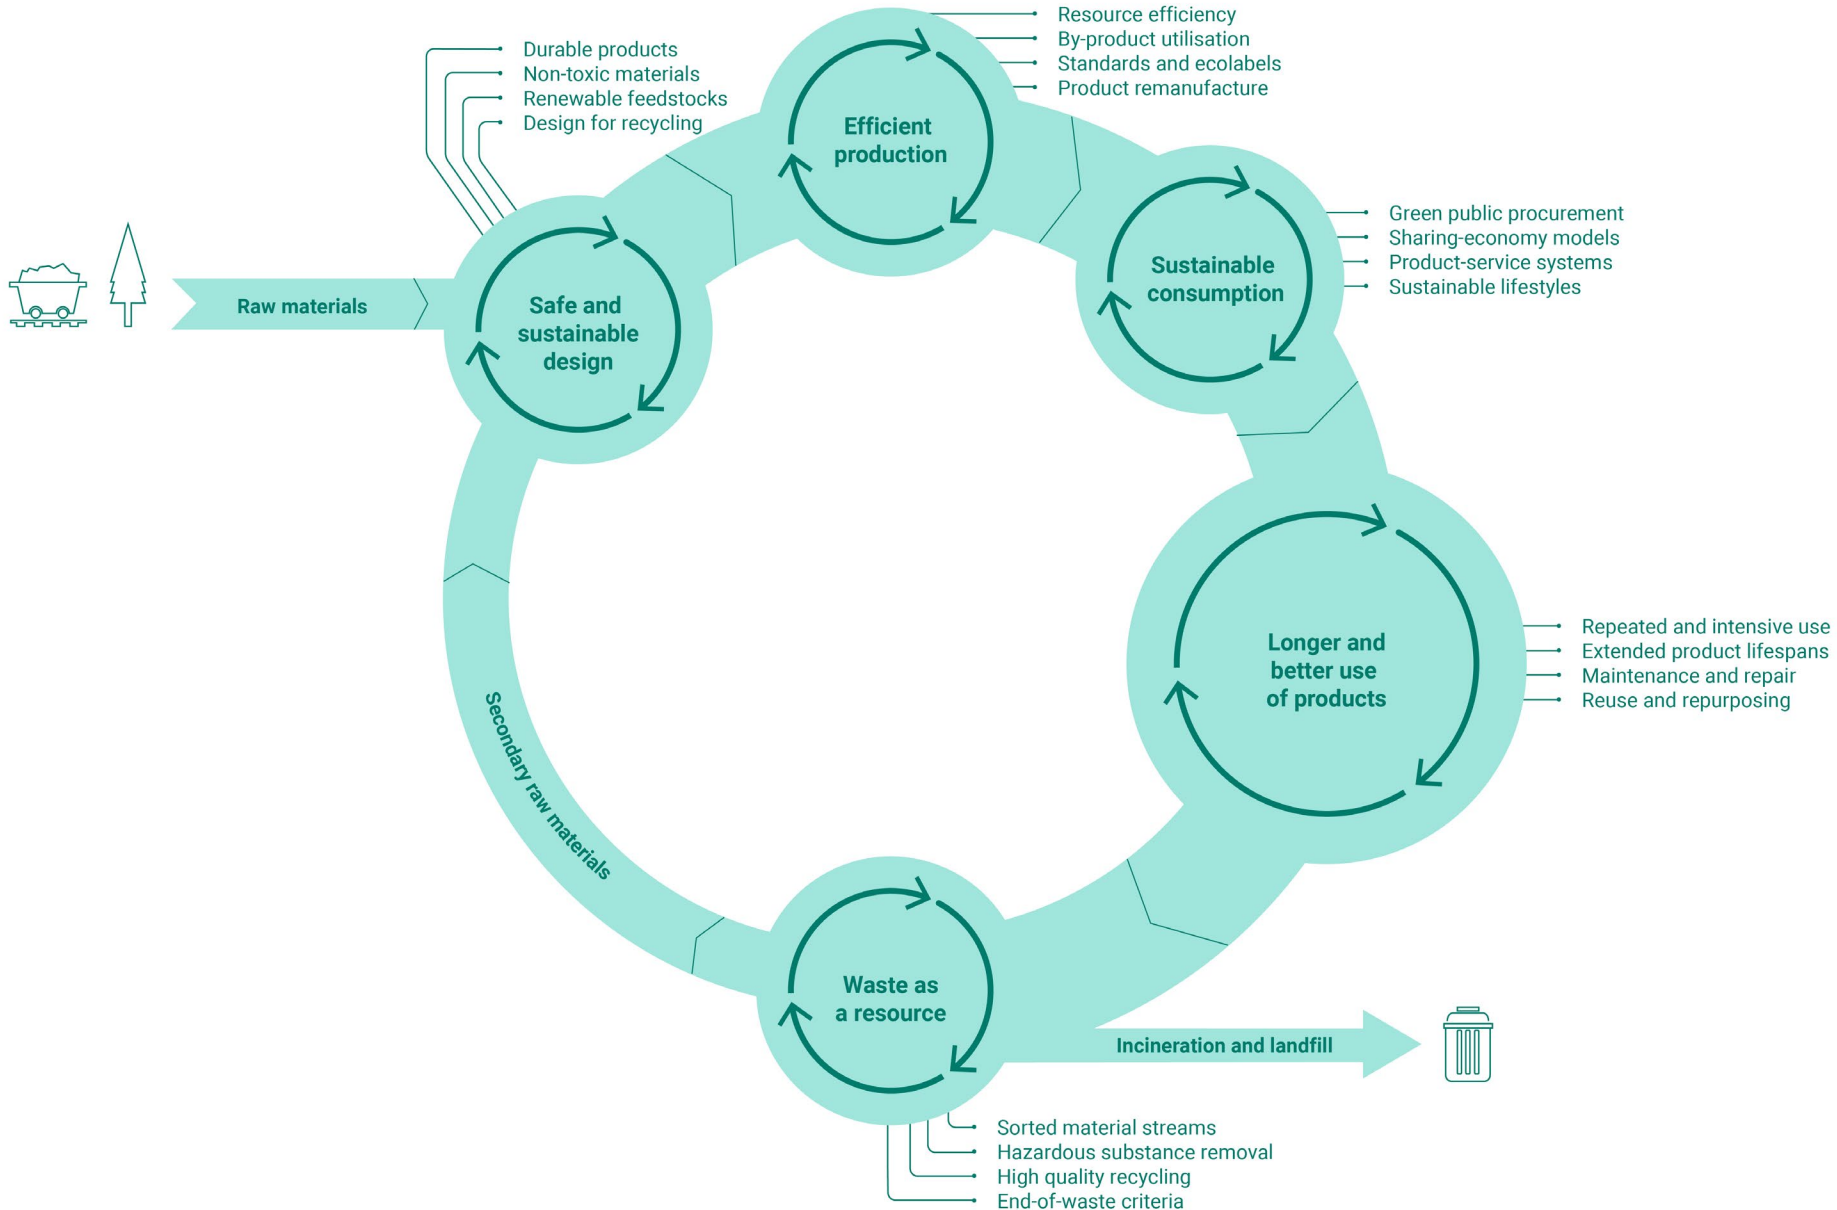 Durable products
Non-toxic materials
Renewable feedstocks
Design for recycling
Resource efficiency
By-product utilisation
Standards and ecolabels
Product remanufacture
Efficient
production
Green public procurement
Sharing-economy models
Product-service systems
Sustainable lifestyles
Sustainable
consumption
Raw materials
Safe and
sustainable
design
Repeated and intensive use
Extended product lifespans
Maintenance and repair
Reuse and repurposing
Longer and
better use
of products
Secondary raw materials
Waste as
a resource
Incineration and landfill
Sorted material streams
Hazardous substance removal
High quality recycling
End-of-waste criteria